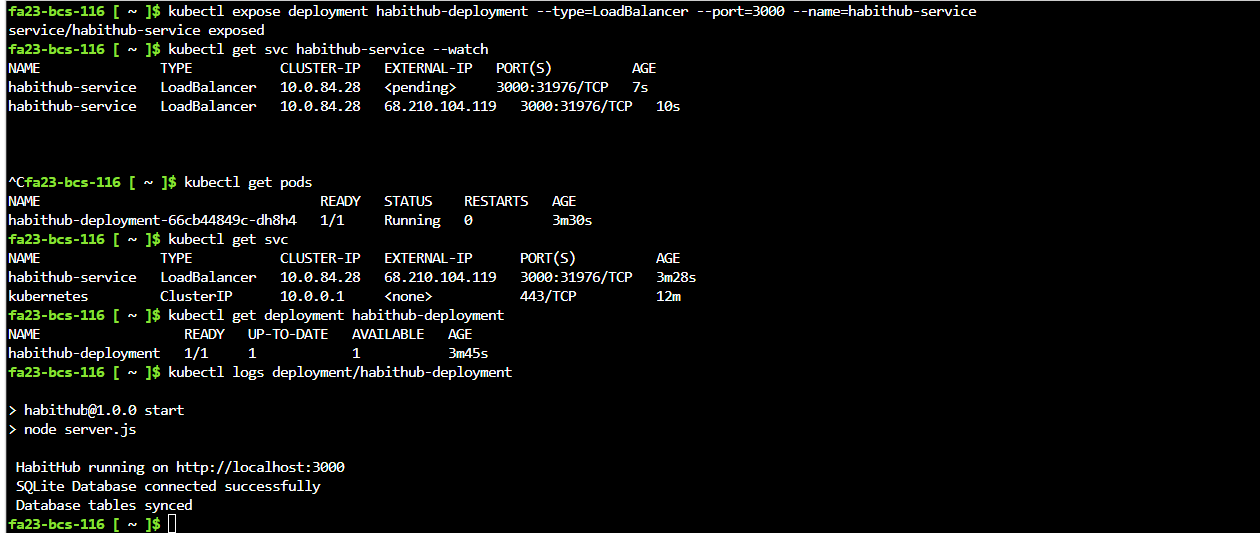 fa23-bcs-116 [ ~ ]$ kubectl expose deployment habithub-deployment --type=LoadBalancer --port=3000 --name=habithub-service
service/habithub-service exposed
fa23-bcs-116 [ ~ ]$ kubectl get svc habithub-service --watch
NAME               TYPE           CLUSTER-IP   EXTERNAL-IP   PORT(S)          AGE
habithub-service   LoadBalancer   10.0.84.28   <pending>     3000:31976/TCP   7s
habithub-service   LoadBalancer   10.0.84.28   68.210.104.119   3000:31976/TCP   10s
^Cfa23-bcs-116 [ ~ ]$ kubectl get pods
NAME                                   READY   STATUS    RESTARTS   AGE
habithub-deployment-66cb44849c-dh8h4   1/1     Running   0          3m30s
fa23-bcs-116 [ ~ ]$ kubectl get svc
NAME               TYPE           CLUSTER-IP   EXTERNAL-IP      PORT(S)          AGE
habithub-service   LoadBalancer   10.0.84.28   68.210.104.119   3000:31976/TCP   3m28s
kubernetes         ClusterIP      10.0.0.1     <none>           443/TCP          12m
fa23-bcs-116 [ ~ ]$ kubectl get deployment habithub-deployment
NAME                  READY   UP-TO-DATE   AVAILABLE   AGE
habithub-deployment   1/1     1            1           3m45s
fa23-bcs-116 [ ~ ]$ kubectl logs deployment/habithub-deployment
> habithub@1.0.0 start
> node server.js
HabitHub running on http://localhost:3000
SQLite Database connected successfully
Database tables synced
fa23-bcs-116 [ ~ ]$